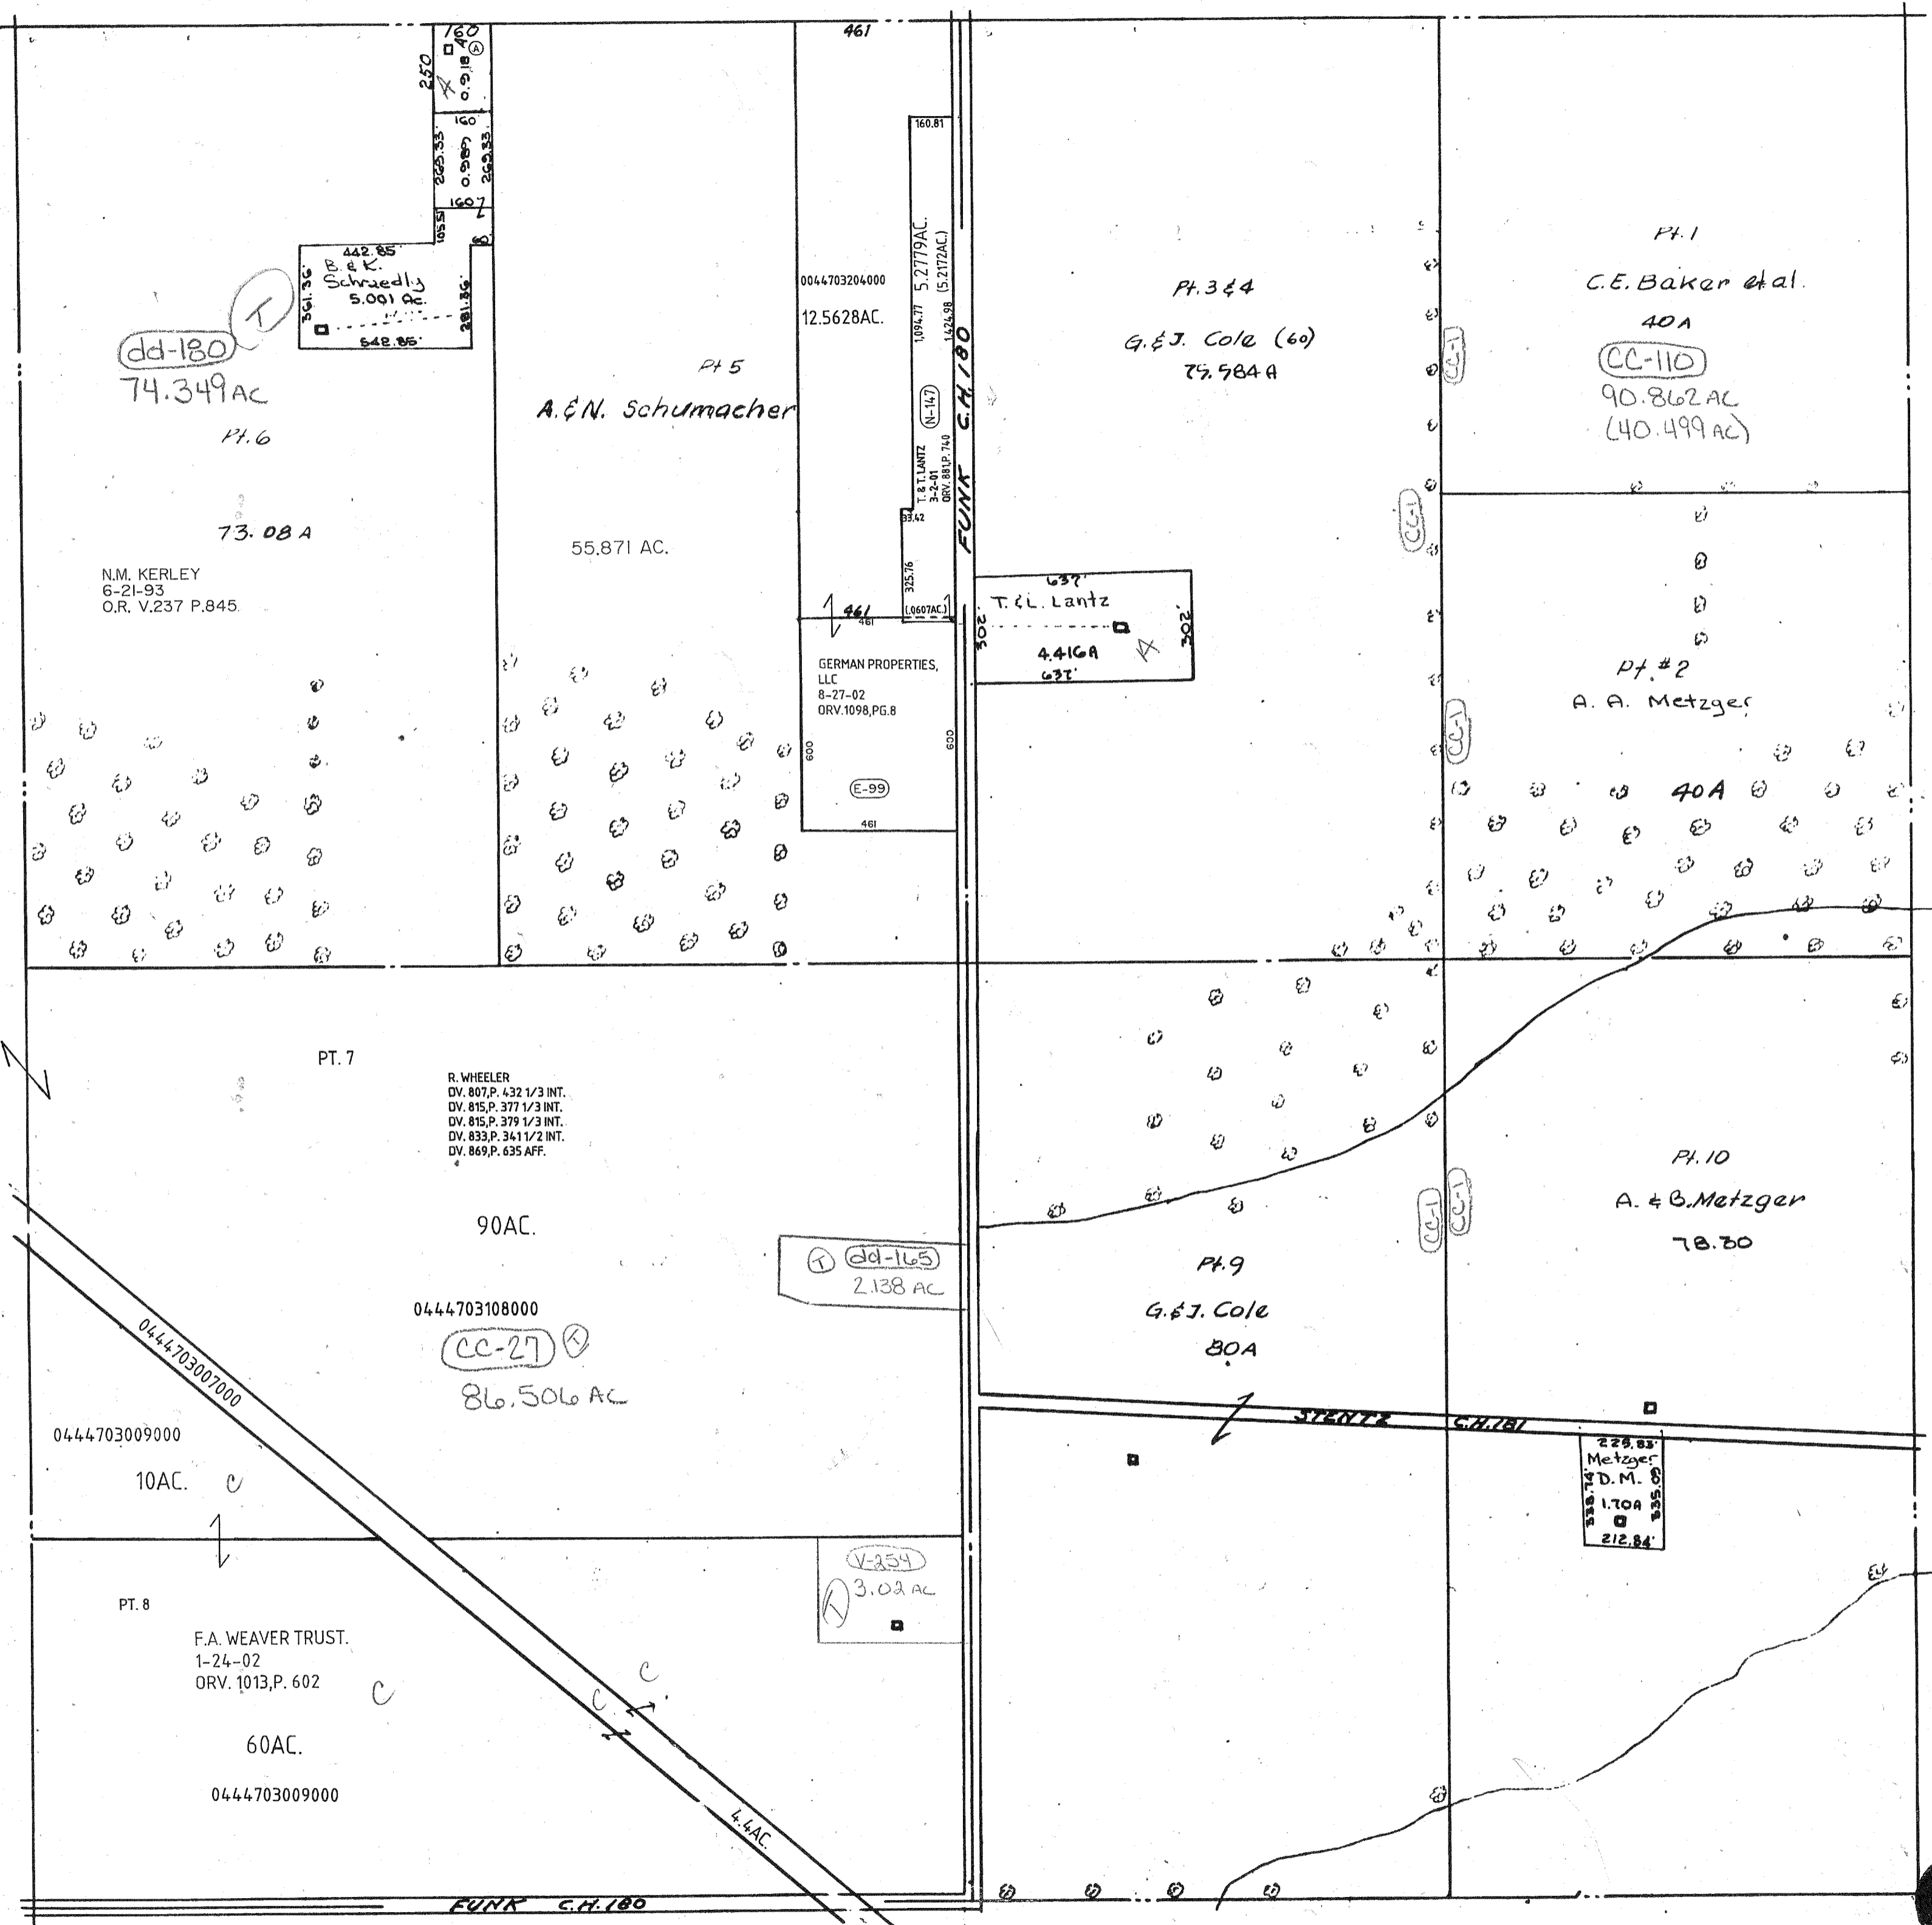 160
A
250
0.918A
160
269.33'
0.989
269.33
160
105.51
442.85'
B. & K.
Schruedly
5.001 Ac.
361.36'
281.36'
542.85'
T
dd-180
74.349 AC
Pt. 6
73.08 A
N.M. KERLEY
6-21-93
O.R. V.237 P.845
Pt 5
A. & N. Schumacher
55.871 AC.
461
160.81
0044703204000
12.5628AC.
5.2779AC.
(5.2172AC.)
1,094.77
1,424.98
N-147
T. & T. LANTZ
3-2-01
ORV. 881,P. 740
33.42
325.76
(.0607AC.)
461
461
GERMAN PROPERTIES,
LLC
8-27-02
ORV.1098,PG.8
600
600
E-99
461
FUNK C.H. 180
Pt. 3 & 4
G. & J. Cole (60)
75.584 A
637'
T. & L. Lantz
302'
302'
4.416A
637'
Pt. 1
C.E. Baker et al.
40 A
CC-110
90.862 AC
(40.499 AC)
CC-1
CC-1
CC-1
Pt. #2
A. A. Metzger
40A
PT. 7
R. WHEELER
DV. 807,P. 432 1/3 INT.
DV. 815,P. 377 1/3 INT.
DV. 815,P. 379 1/3 INT.
DV. 833,P. 341 1/2 INT.
DV. 869,P. 635 AFF.
90AC.
0444703108000
CC-27 T
86.506 AC
T dd-165
2.138 AC
0444703007000
0444703009000
10AC. C
PT. 8
F.A. WEAVER TRUST.
1-24-02
ORV. 1013,P. 602
C
60AC.
0444703009000
V-254
T 3.02 AC
C
C
4.4AC.
FUNK C.H. 180
Pt. 9
G. & J. Cole
80A
CC-1
CC-1
Pt. 10
A. & B. Metzger
78.30
STENTZ C.H. 181
225.83'
Metzger
D. M.
1.70A
338.74'
335.09
212.84'